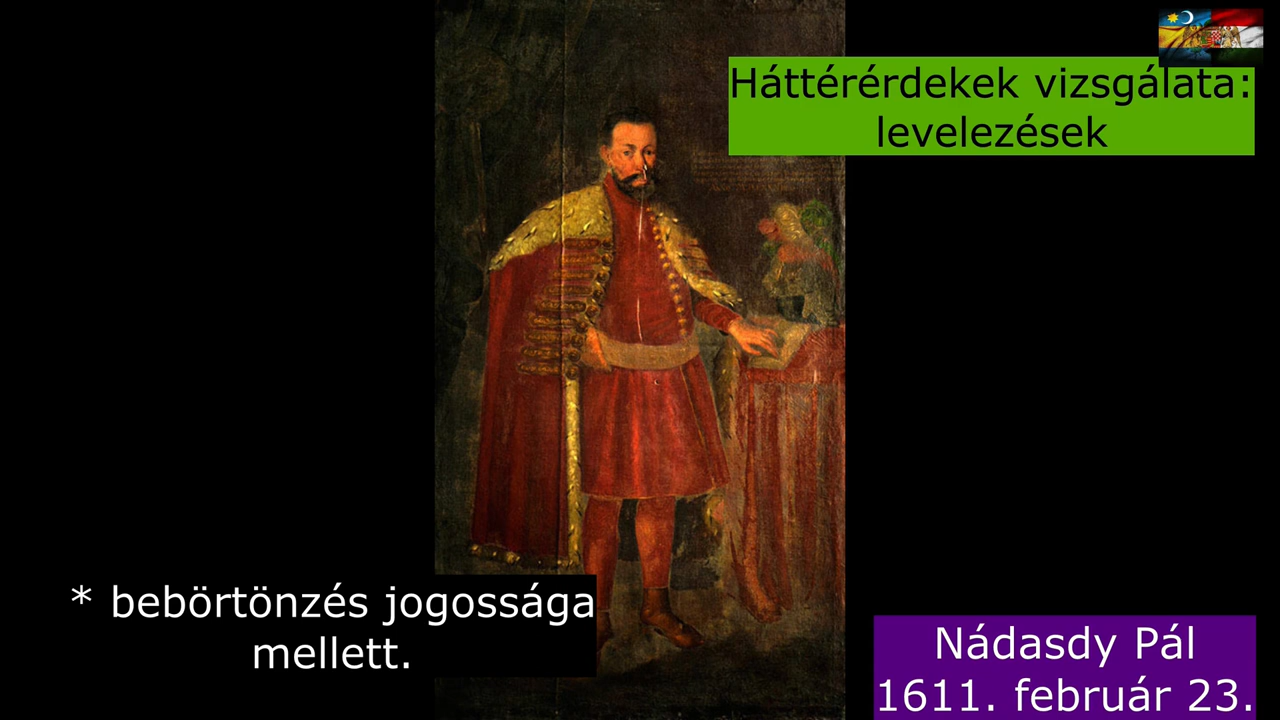 Háttérérdekek vizsgálata:
levelezések
* bebörtönzés jogossága
mellett.
Nádasdy Pál
1611. február 23.